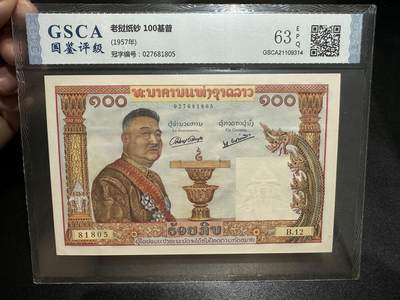 GSCA
国鉴评级
老挝纸钞 100基普
(1957年)
冠字编号:027681805
63 EPQ
GSCA21109314
ທະນາຄານແຫ່ງຊາດລາວ
໑໐໐
027681805
໑໐໐
81805
ຮ້ອຍກີບ
B.12